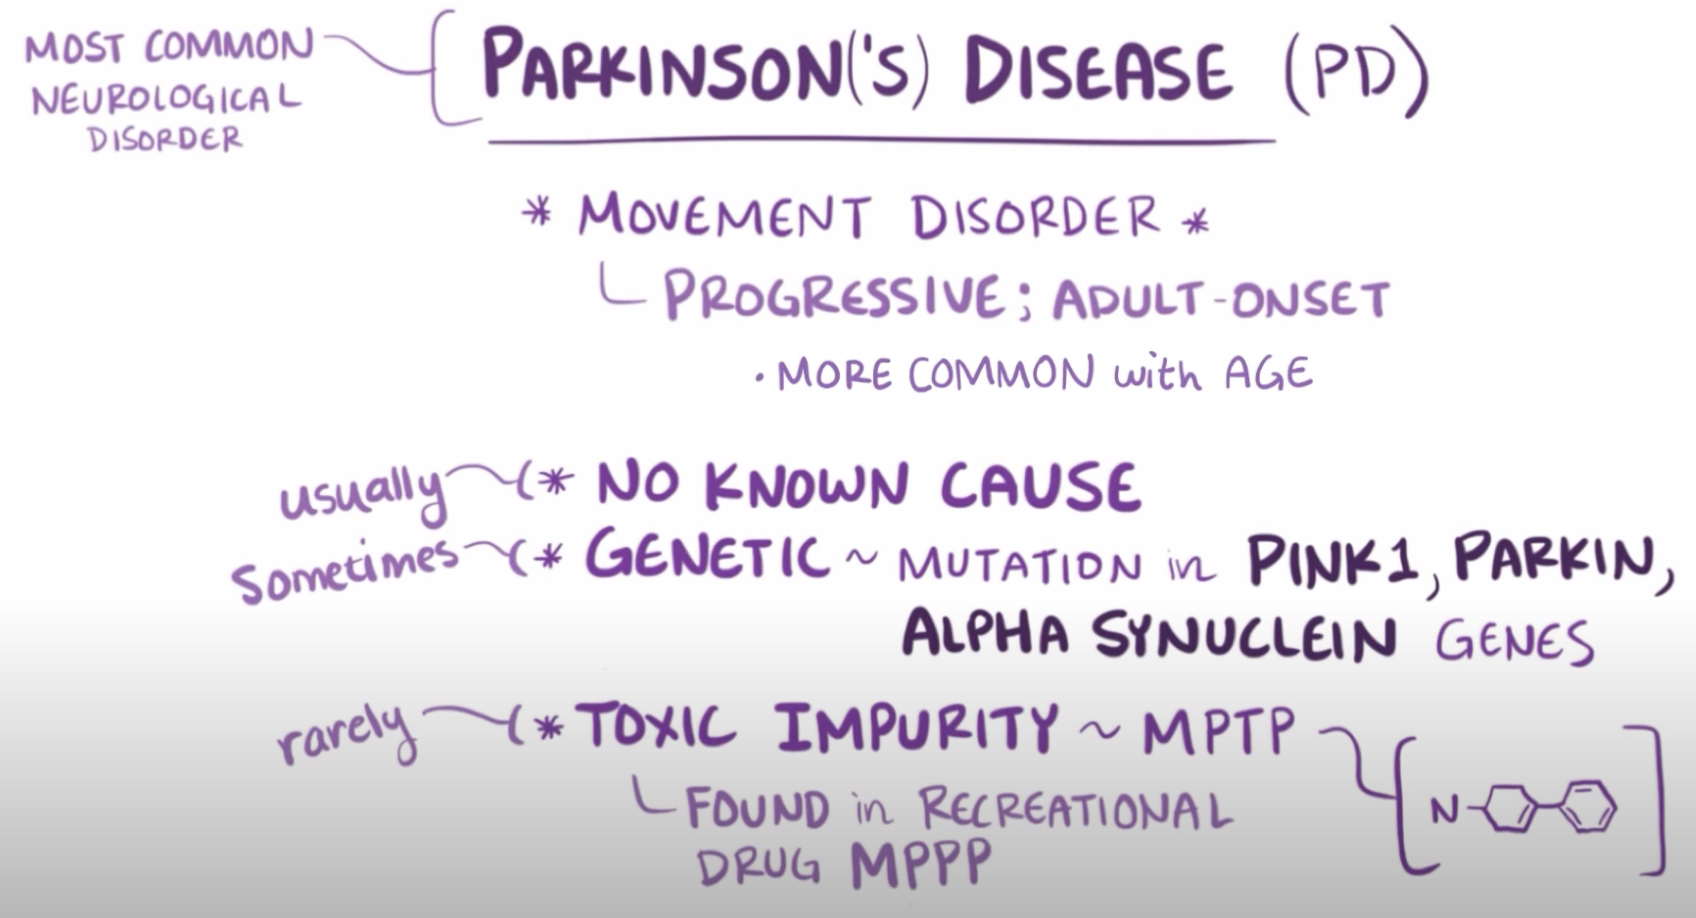 MOST COMMON
NEUROLOGICAL
DISORDER
PARKINSON('S) DISEASE (PD)
* MOVEMENT DISORDER *
PROGRESSIVE; ADULT-ONSET
• MORE COMMON with AGE
usually
* NO KNOWN CAUSE
Sometimes
* GENETIC ~ MUTATION in PINK1, PARKIN,
ALPHA SYNUCLEIN GENES
rarely
* TOXIC IMPURITY ~ MPTP
FOUND in RECREATIONAL
DRUG MPPP
N